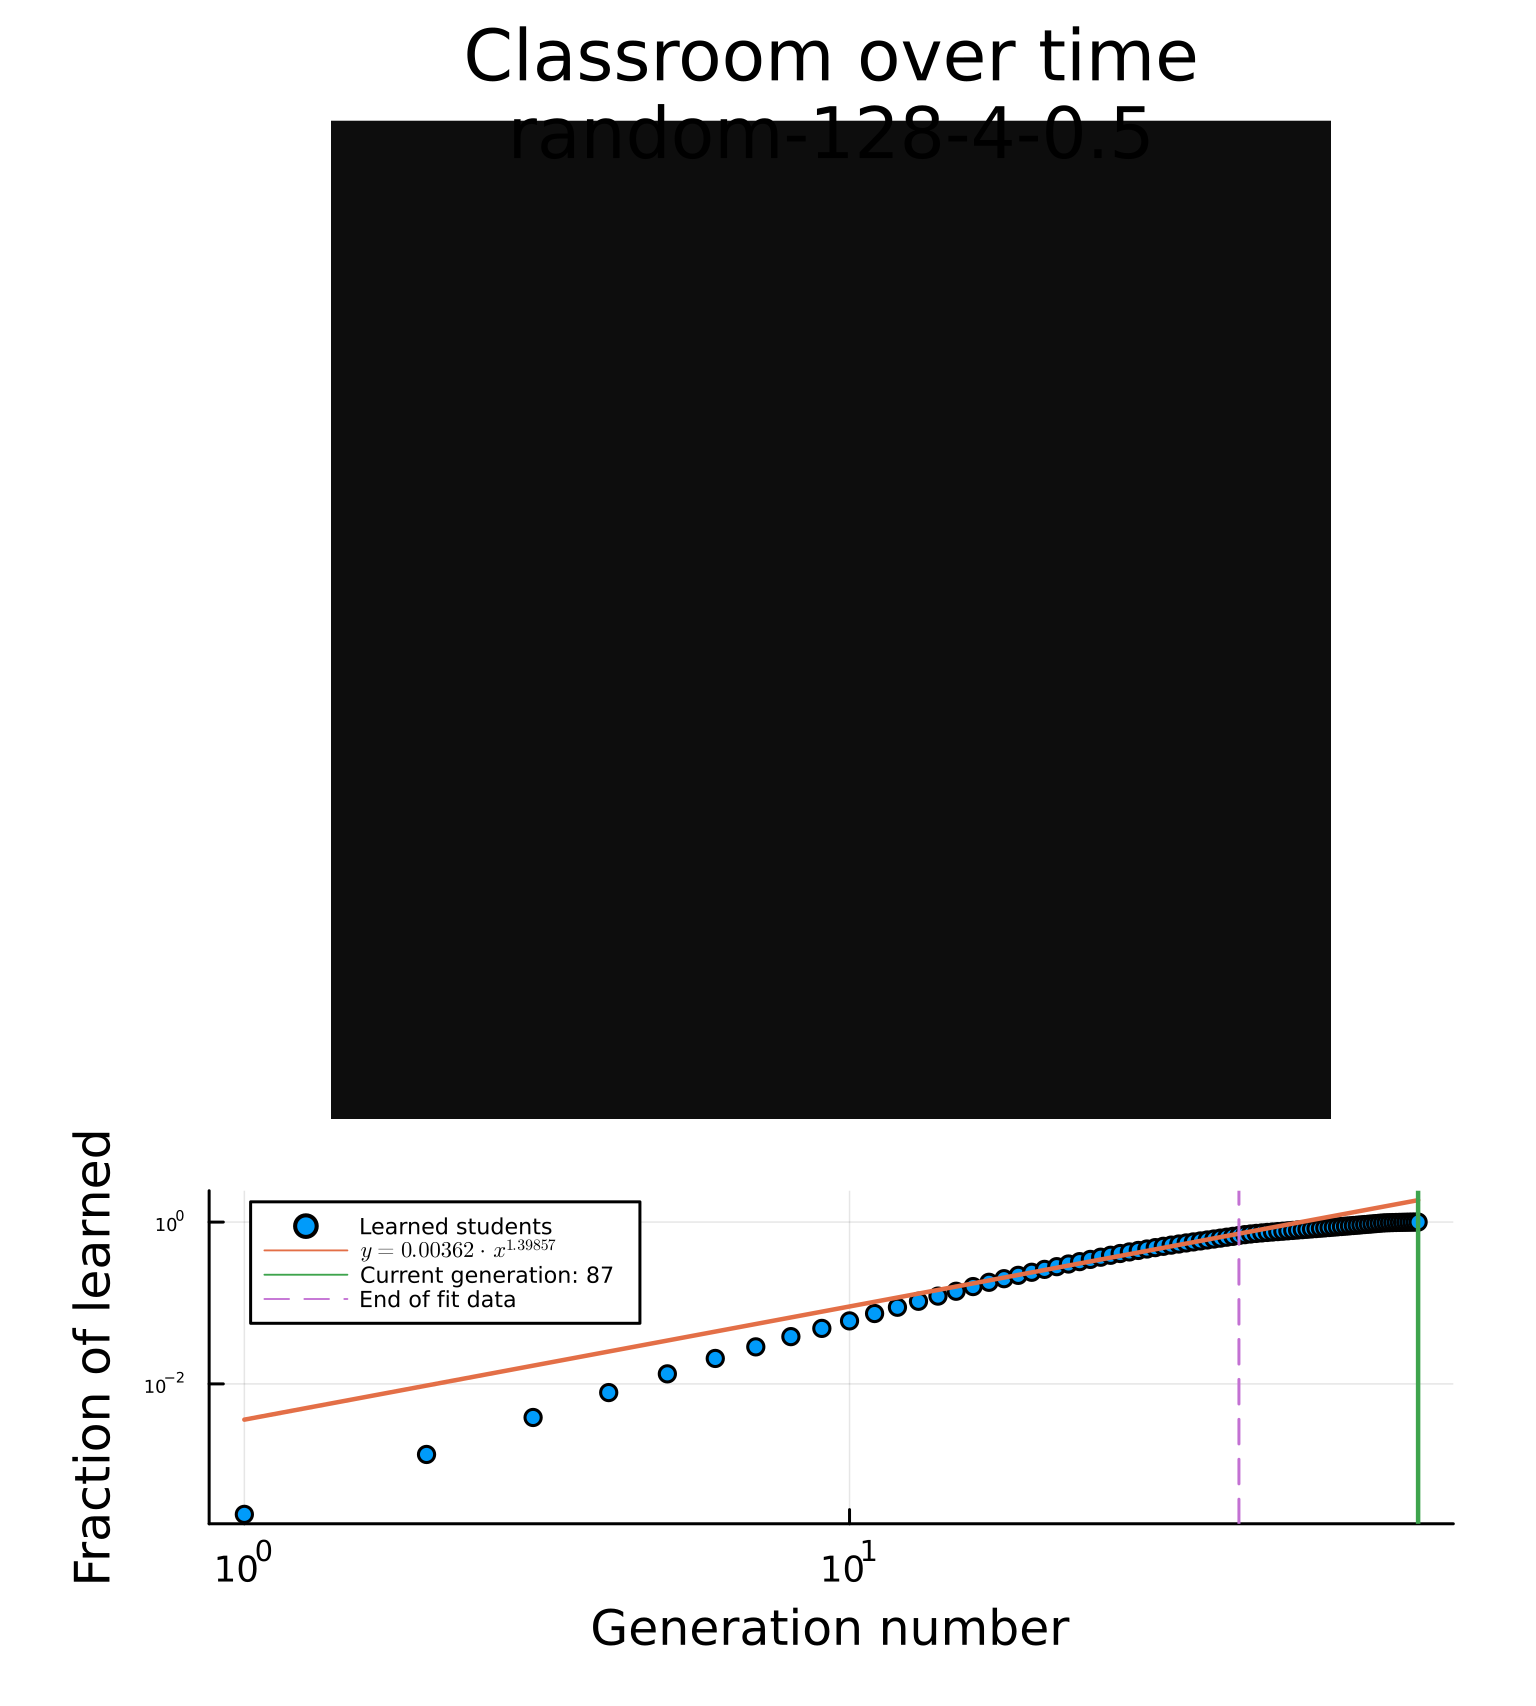 Classroom over time
random-128-4-0.5
Fraction of learned
10⁰
10⁻²
Learned students
y = 0.00362 · x^1.39857
Current generation: 87
End of fit data
10⁰
10¹
Generation number